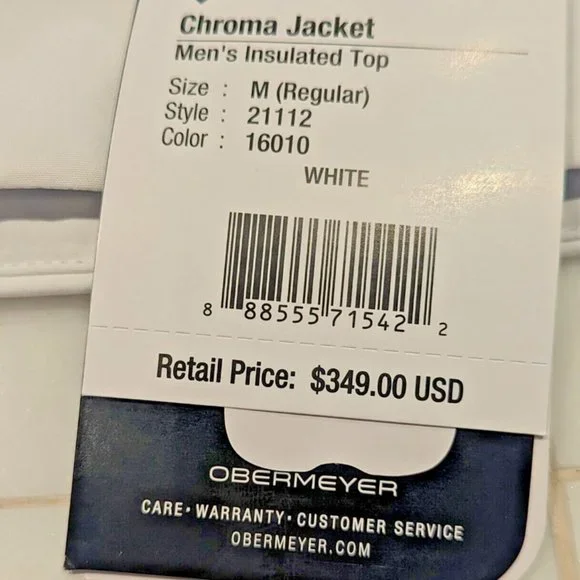 Chroma Jacket
Men's Insulated Top
Size : M (Regular)
Style : 21112
Color : 16010
WHITE
8 88555 71542 2
Retail Price: $349.00 USD
OBERMEYER
CARE • WARRANTY • CUSTOMER SERVICE
OBERMEYER.COM